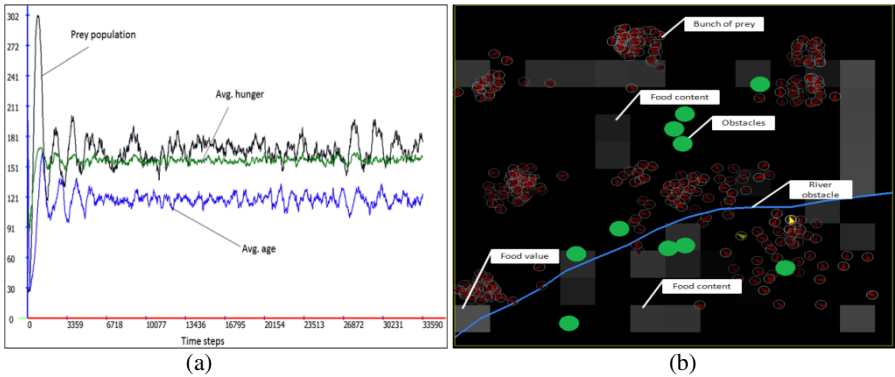 302
272
241
211
181
151
121
91
60
30
0
Prey population
Avg. hunger
Avg. age
0 3359 6718 10077 13436 16795 20154 23513 26872 30231 33590
Time steps
(a)
Bunch of prey
Food content
Obstacles
River
obstacle
Food value
Food content
(b)